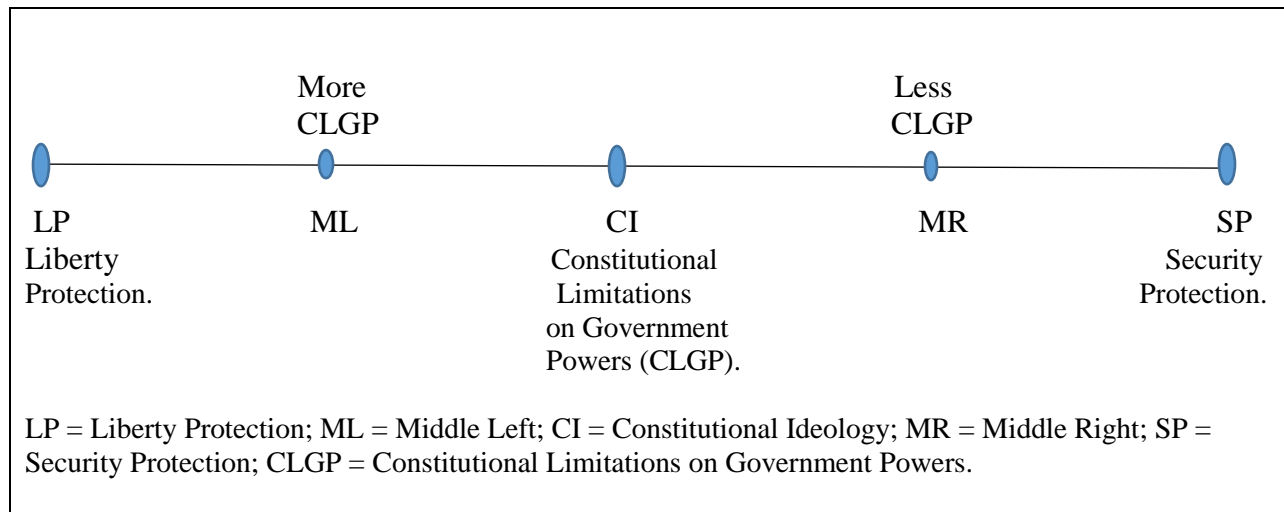 More Less
CLGP CLGP
LP ML CI MR SP
Liberty Constitutional Security
Protection. Limitations Protection.
on Government
Powers (CLGP).
LP = Liberty Protection; ML = Middle Left; CI = Constitutional Ideology; MR = Middle Right; SP =
Security Protection; CLGP = Constitutional Limitations on Government Powers.